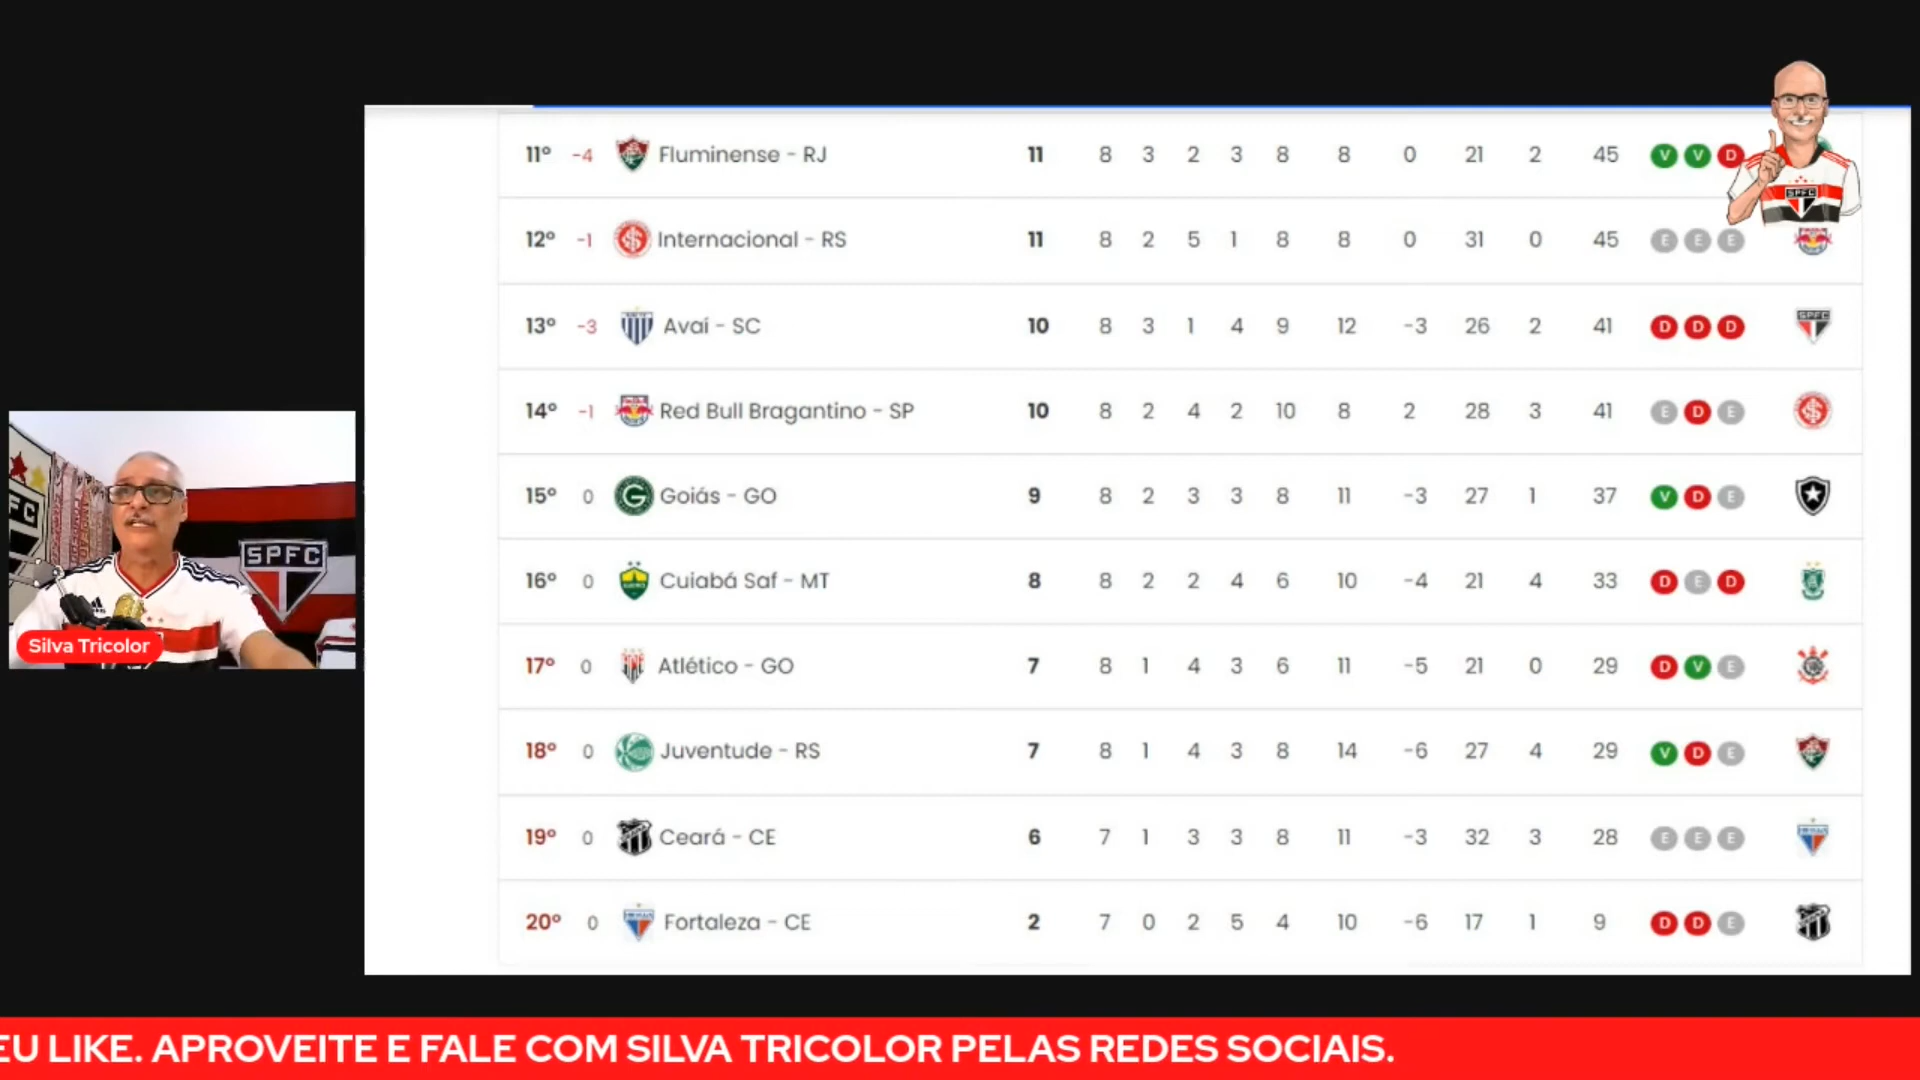 11º -4 Fluminense - RJ 11 8 3 2 3 8 8 0 21 2 45 V V D
SPFC
12º -1 Internacional - RS 11 8 2 5 1 8 8 0 31 0 45 E E E
13º -3 Avaí - SC 10 8 3 1 4 9 12 -3 26 2 41 D D D SPFC
14º -1 Red Bull Bragantino - SP 10 8 2 4 2 10 8 2 28 3 41 E D E
15º 0 Goiás - GO 9 8 2 3 3 8 11 -3 27 1 37 V D E
16º 0 Cuiabá Saf - MT 8 8 2 2 4 6 10 -4 21 4 33 D E D
17º 0 Atlético - GO 7 8 1 4 3 6 11 -5 21 0 29 D V E
18º 0 Juventude - RS 7 8 1 4 3 8 14 -6 27 4 29 V D E
19º 0 Ceará - CE 6 7 1 3 3 8 11 -3 32 3 28 E E E
20º 0 Fortaleza - CE 2 7 0 2 5 4 10 -6 17 1 9 D D E
FC
SPFC
Silva Tricolor
EU LIKE. APROVEITE E FALE COM SILVA TRICOLOR PELAS REDES SOCIAIS.